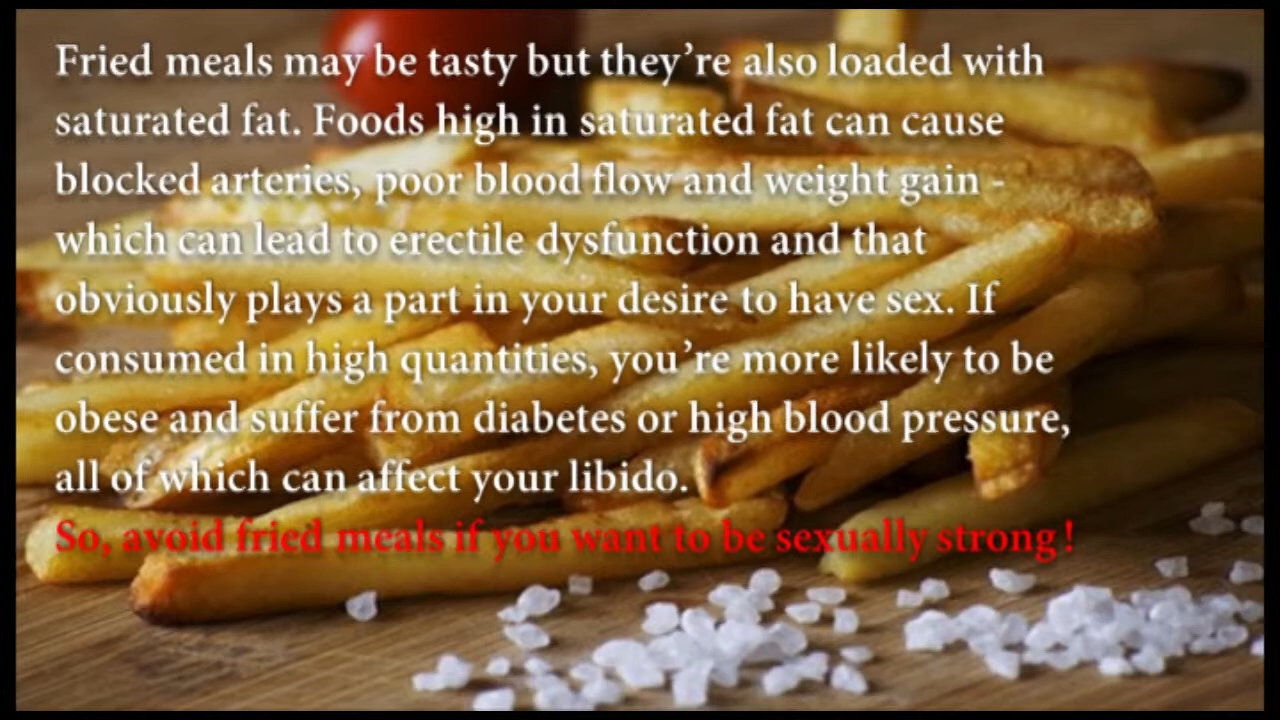 Fried meals may be tasty but they’re also loaded with
saturated fat. Foods high in saturated fat can cause
blocked arteries, poor blood flow and weight gain -
which can lead to erectile dysfunction and that
obviously plays a part in your desire to have sex. If
consumed in high quantities, you’re more likely to be
obese and suffer from diabetes or high blood pressure,
all of which can affect your libido.
So, avoid fried meals if you want to be sexually strong!